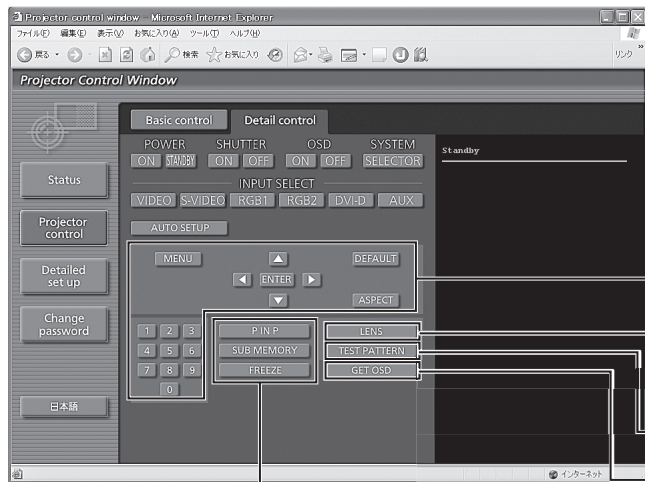 Projector control window - Microsoft Internet Explorer
ファイル(F) 編集(E) 表示(V) お気に入り(A) ツール(T) ヘルプ(H)
戻る 検索 お気に入り リンク »
Projector Control Window
Basic control Detail control
POWER SHUTTER OSD SYSTEM
ON STANDBY ON OFF ON OFF SELECTOR
INPUT SELECT
VIDEO S-VIDEO RGB1 RGB2 DVI-D AUX
AUTO SETUP
MENU DEFAULT
ENTER
ASPECT
1 2 3 P IN P LENS
4 5 6 SUB MEMORY TEST PATTERN
7 8 9 FREEZE GET OSD
0
Standby
Status
Projector
control
Detailed
set up
Change
password
日本語
インターネット